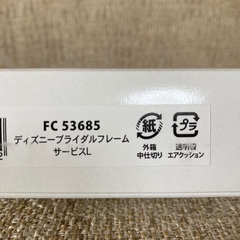 FC 53685
ディズニーブライダルフレーム
サービスL
紙
外箱
中仕切り
プラ
透明袋
エアクッション